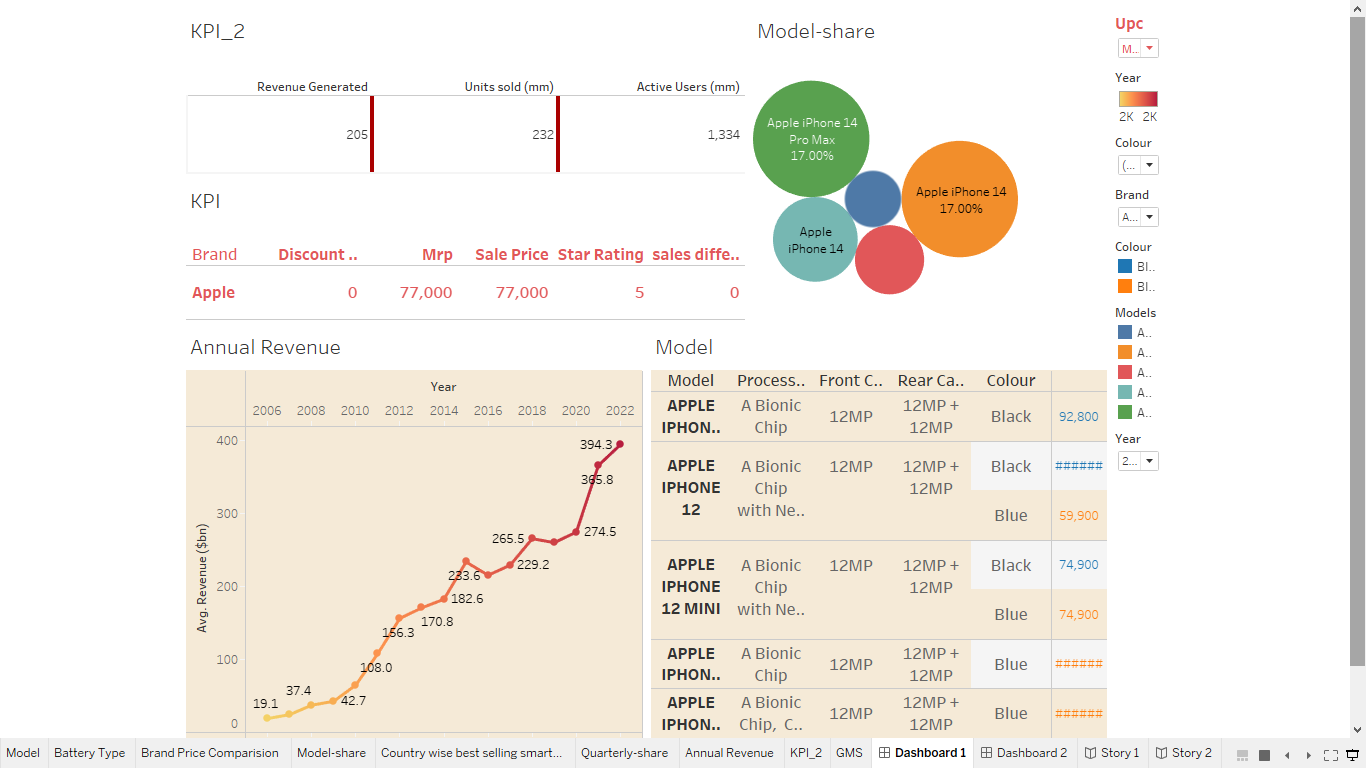 KPI_2
Revenue Generated
Units sold (mm)
Active Users (mm)
205
232
1,334
KPI
Brand
Discount ..
Mrp
Sale Price
Star Rating
sales diffe..
Apple
0
77,000
77,000
5
0
Model-share
Apple iPhone 14
Pro Max
17.00%
Apple iPhone 14
17.00%
Apple
iPhone 14
Upc
M..
Year
2K
2K
Colour
(...
Brand
A...
Colour
Bl..
Bl..
Models
A..
A..
A..
A..
A..
Year
2...
Annual Revenue
Year
2006
2008
2010
2012
2014
2016
2018
2020
2022
Avg. Revenue ($bn)
400
300
200
100
0
19.1
37.4
42.7
108.0
156.3
170.8
182.6
233.6
229.2
265.5
274.5
365.8
394.3
Model
Model
Process..
Front C..
Rear Ca..
Colour
APPLE
IPHON..
A Bionic
Chip
12MP
12MP +
12MP
Black
92,800
APPLE
IPHONE
12
A Bionic
Chip
with Ne..
12MP
12MP +
12MP
Black
######
Blue
59,900
APPLE
IPHONE
12 MINI
A Bionic
Chip
with Ne..
12MP
12MP +
12MP
Black
74,900
Blue
74,900
APPLE
IPHON..
A Bionic
Chip
12MP
12MP +
12MP
Blue
######
APPLE
IPHON..
A Bionic
Chip, C..
12MP
12MP +
12MP
Blue
######
Model
Battery Type
Brand Price Comparision
Model-share
Country wise best selling smart...
Quarterly-share
Annual Revenue
KPI_2
GMS
Dashboard 1
Dashboard 2
Story 1
Story 2